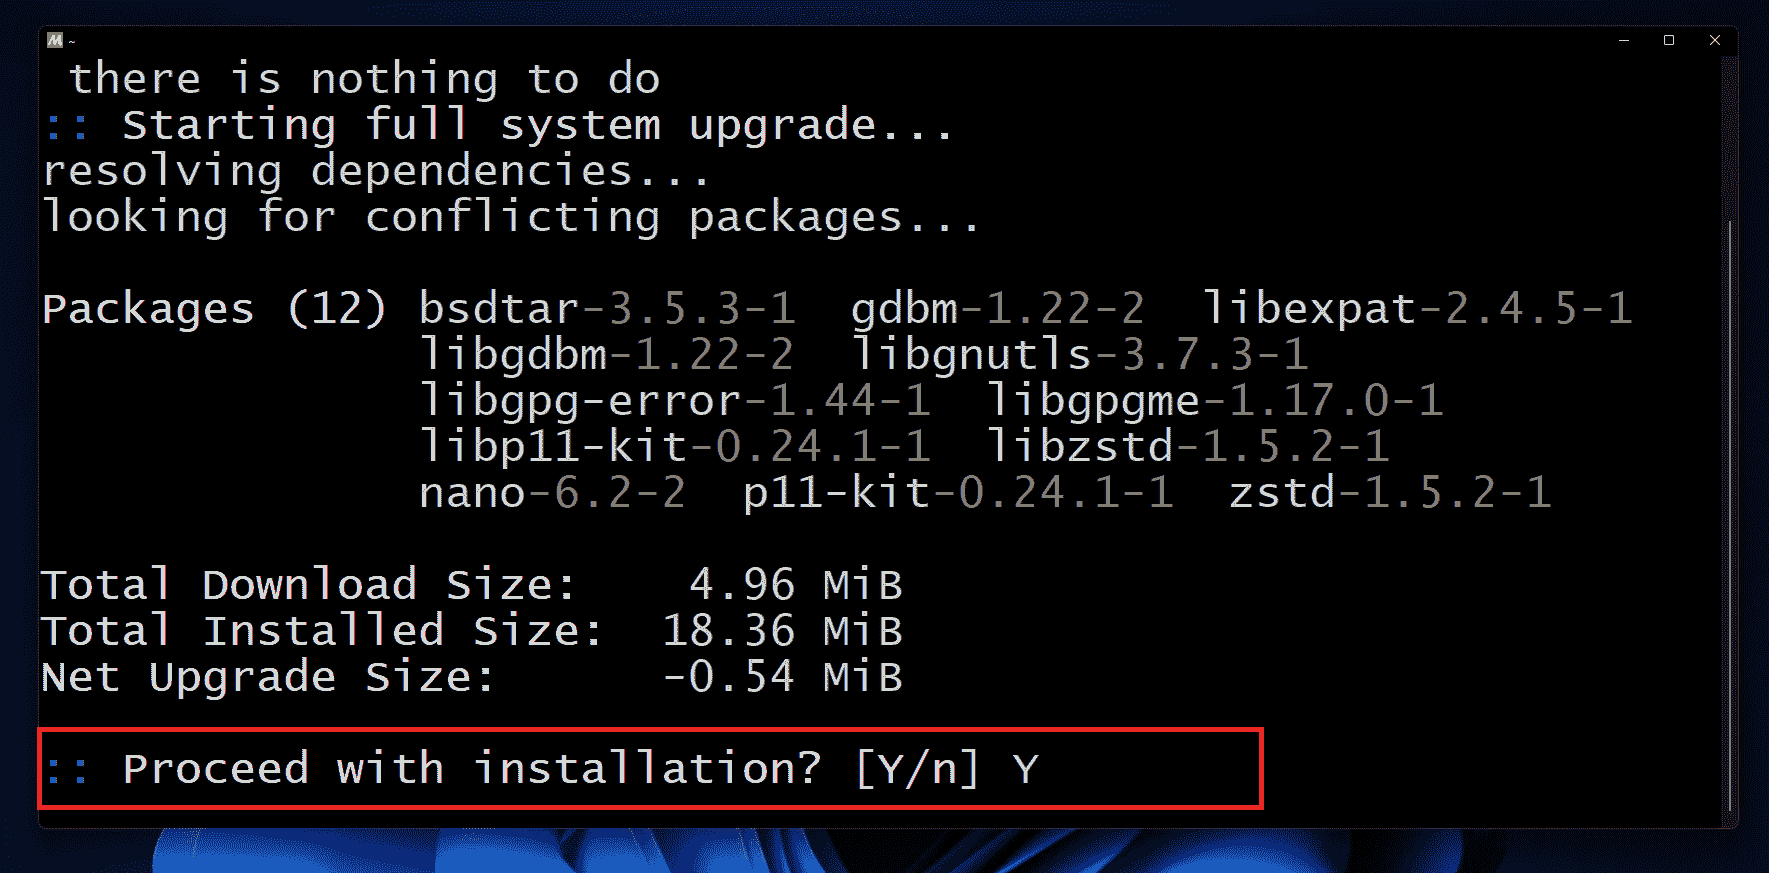 M ~
there is nothing to do
:: Starting full system upgrade...
resolving dependencies...
looking for conflicting packages...
Packages (12) bsdtar-3.5.3-1 gdbm-1.22-2 libexpat-2.4.5-1
libgdbm-1.22-2 libgnutls-3.7.3-1
libgpg-error-1.44-1 libgpgme-1.17.0-1
libp11-kit-0.24.1-1 libzstd-1.5.2-1
nano-6.2-2 p11-kit-0.24.1-1 zstd-1.5.2-1
Total Download Size: 4.96 MiB
Total Installed Size: 18.36 MiB
Net Upgrade Size: -0.54 MiB
:: Proceed with installation? [Y/n] Y